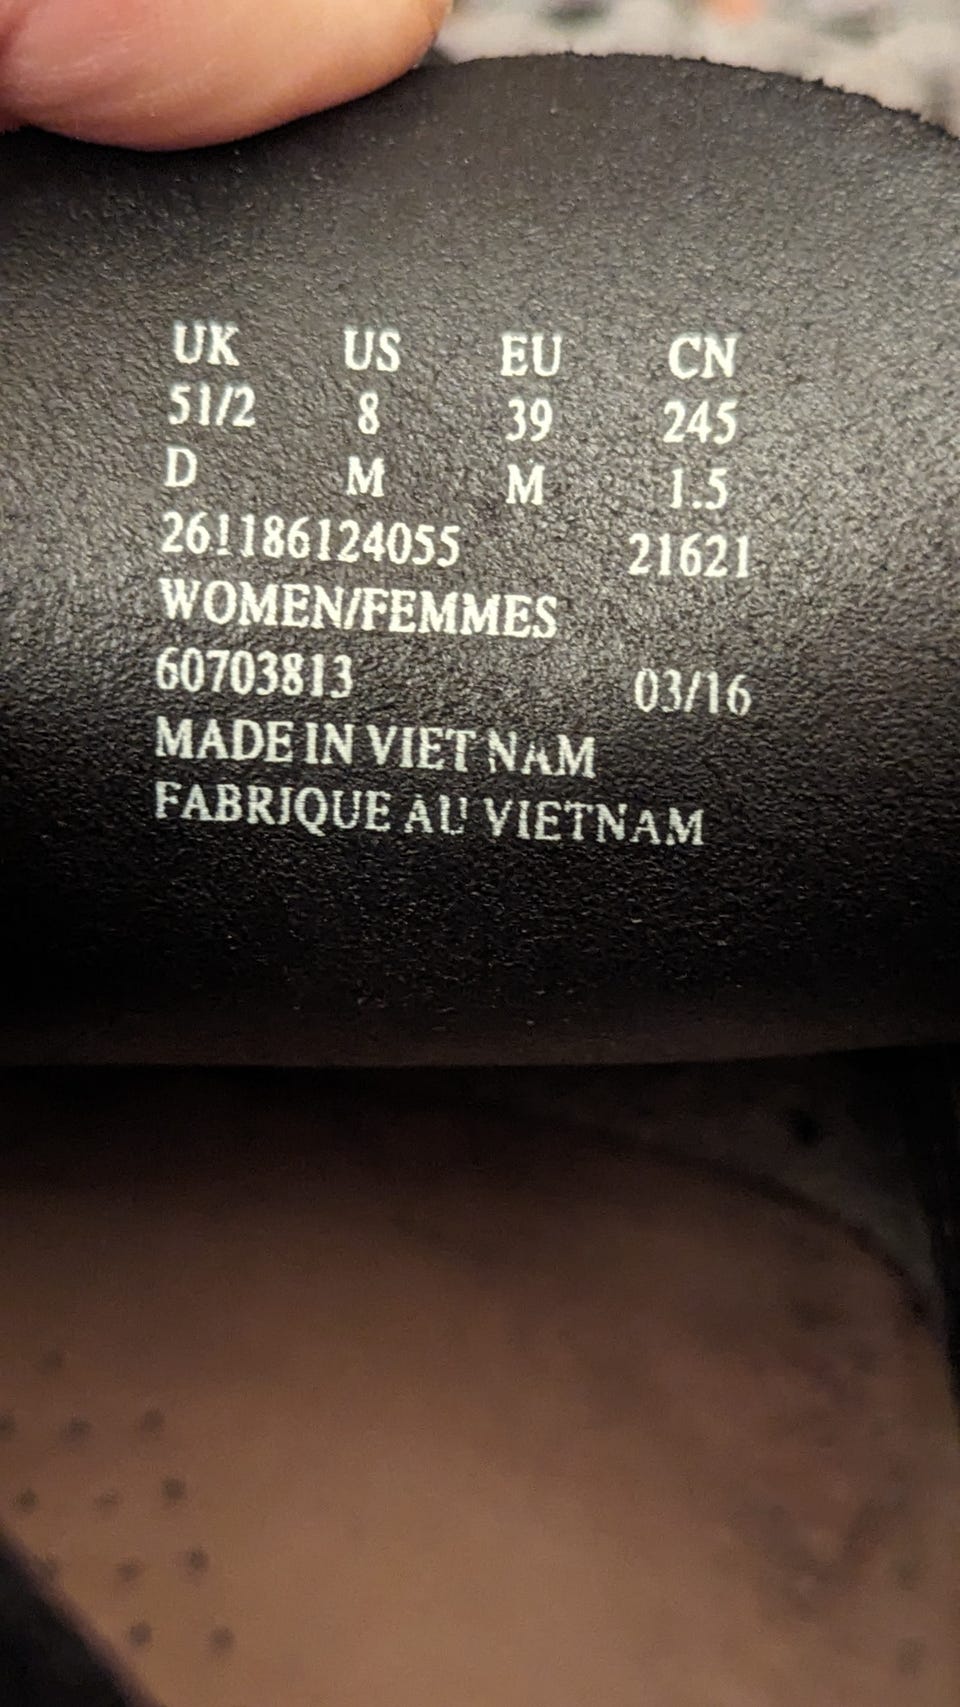 UK US EU CN
51/2 8 39 245
D M M 1.5
261186124055 21621
WOMEN/FEMMES
60703813 03/16
MADE IN VIET NAM
FABRIQUE AU VIETNAM